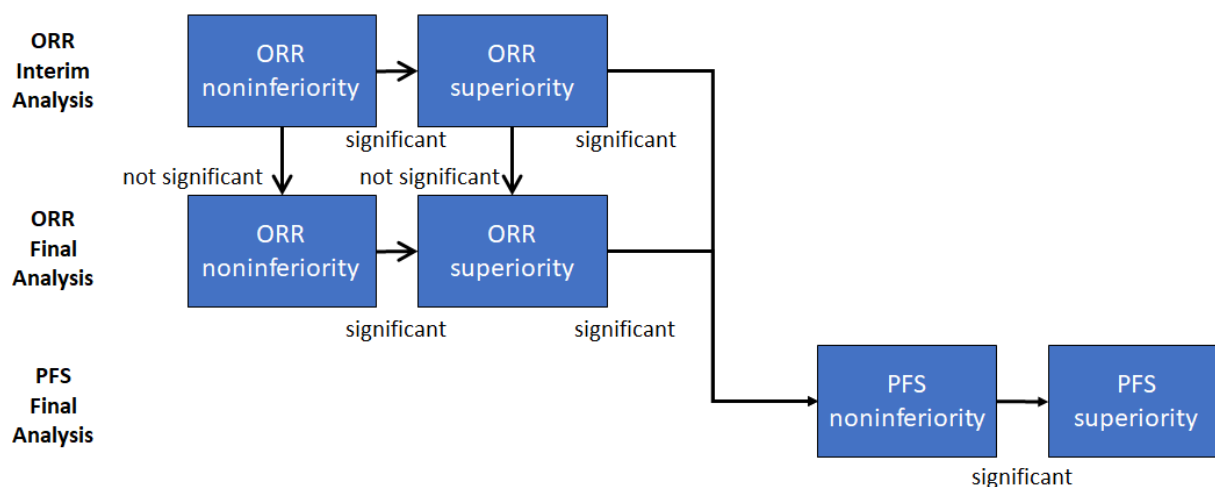 ORR
Interim
Analysis
ORR
noninferiority
ORR
superiority
significant
significant
not significant
not significant
ORR
Final
Analysis
ORR
noninferiority
ORR
superiority
significant
significant
PFS
Final
Analysis
PFS
noninferiority
PFS
superiority
significant